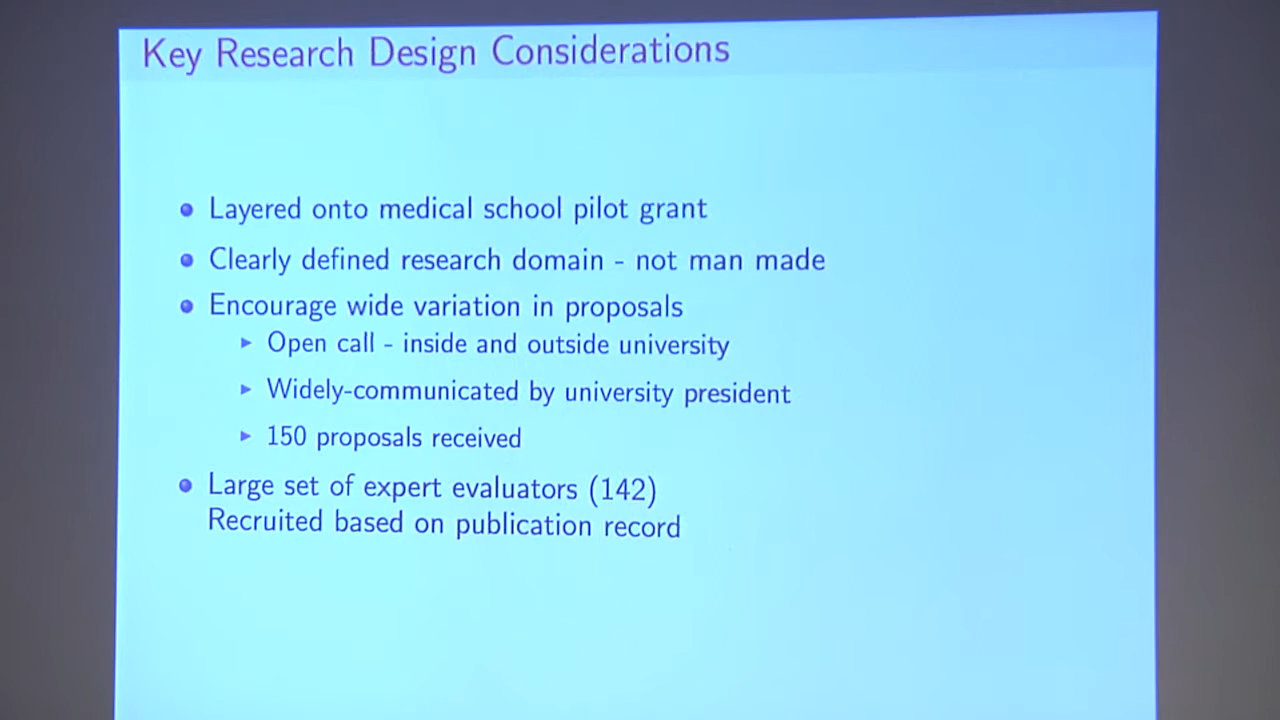 Key Research Design Considerations
Layered onto medical school pilot grant
Clearly defined research domain - not man made
Encourage wide variation in proposals
Open call - inside and outside university
Widely-communicated by university president
150 proposals received
Large set of expert evaluators (142)
Recruited based on publication record